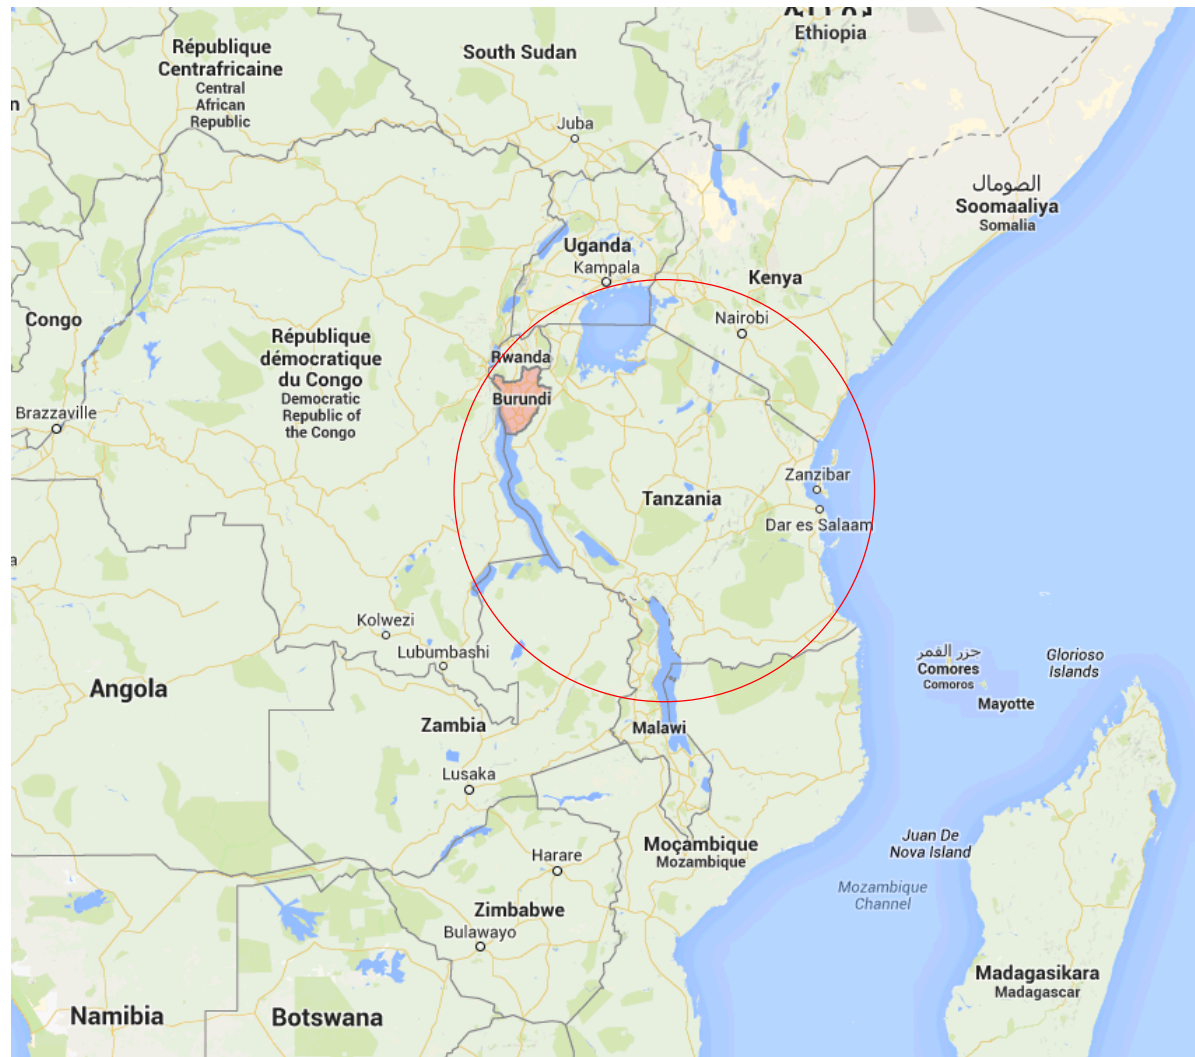 Ethiopia
République
Centrafricaine
Central
African
Republic
South Sudan
Juba
الصومال
Soomaaliya
Somalia
Uganda
Kampala
Kenya
Congo
Nairobi
République
démocratique
du Congo
Democratic
Republic of
the Congo
Rwanda
Burundi
Brazzaville
Zanzibar
Tanzania
Dar es Salaam
Kolwezi
Lubumbashi
جزر القمر
Comores
Comoros
Glorioso
Islands
Mayotte
Angola
Zambia
Malawi
Lusaka
Moçambique
Mozambique
Juan De
Nova Island
Harare
Mozambique
Channel
Zimbabwe
Bulawayo
Madagasikara
Madagascar
Namibia
Botswana